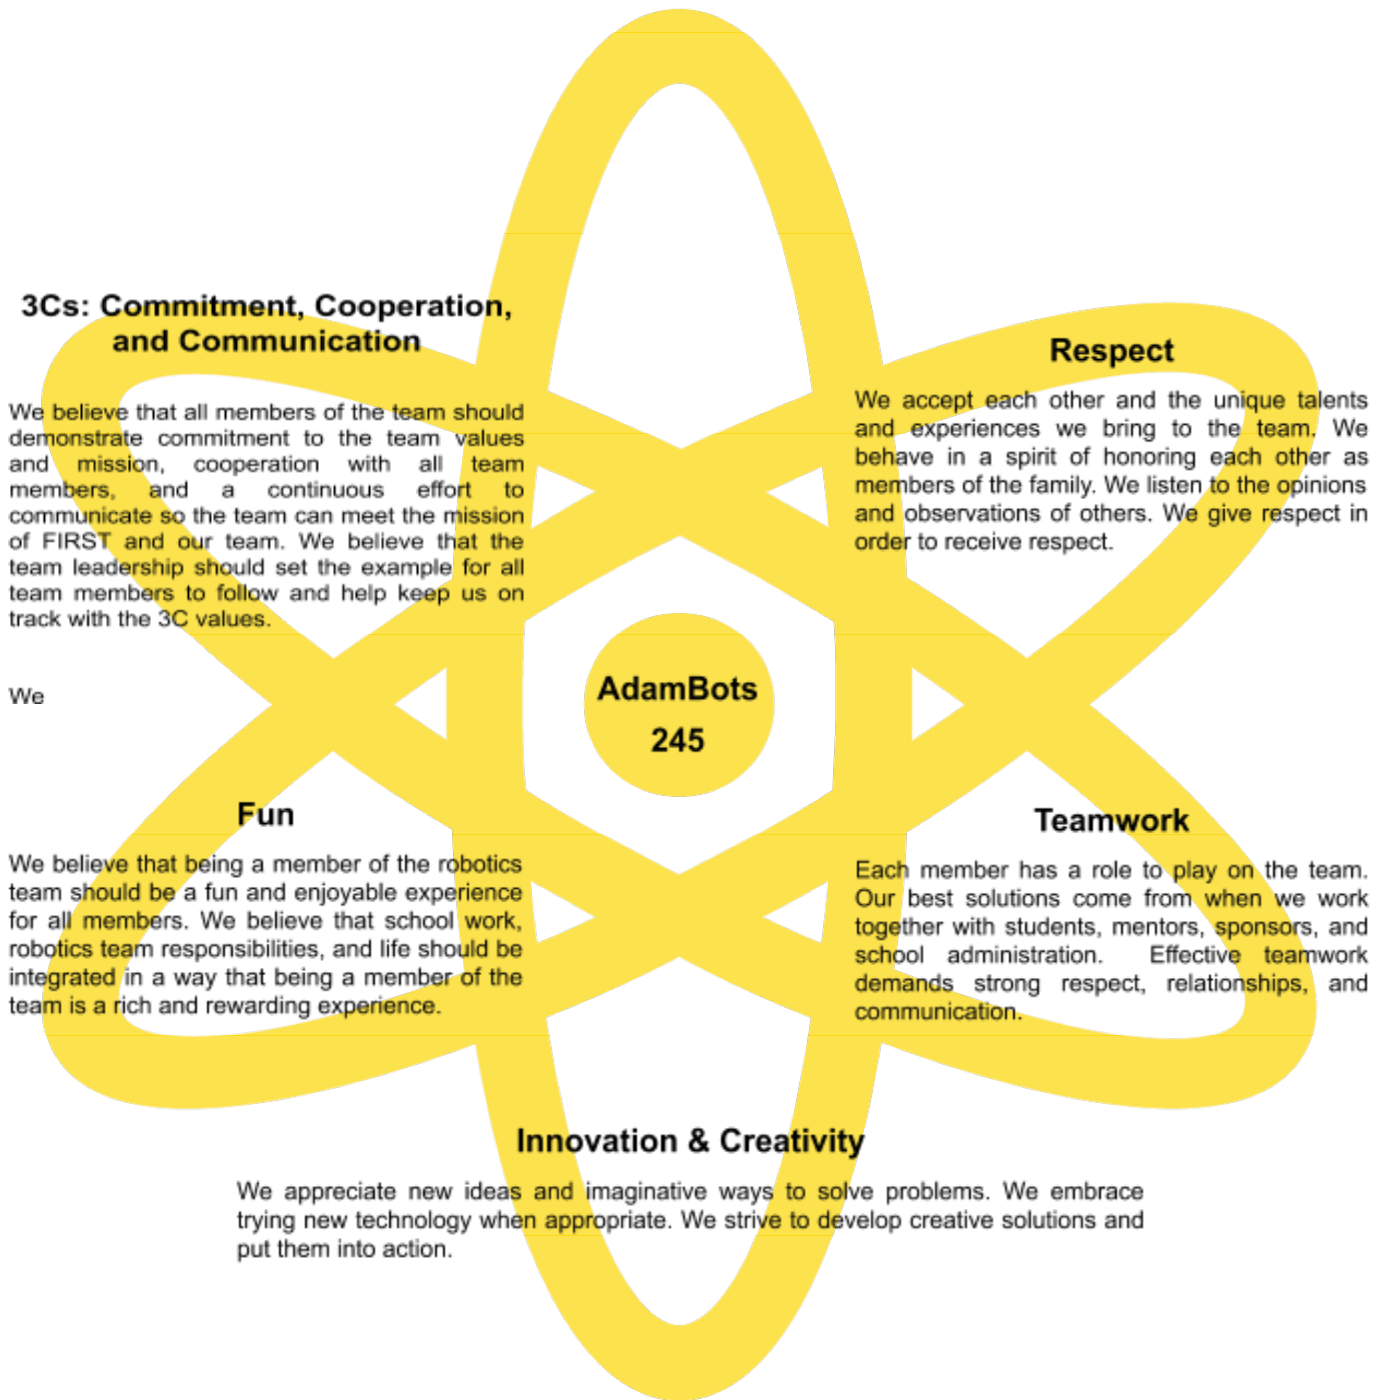 3Cs: Commitment, Cooperation,
and Communication
We believe that all members of the team should
demonstrate commitment to the team values
and mission, cooperation with all team
members, and a continuous effort to
communicate so the team can meet the mission
of FIRST and our team. We believe that the
team leadership should set the example for all
team members to follow and help keep us on
track with the 3C values.
We
Respect
We accept each other and the unique talents
and experiences we bring to the team. We
behave in a spirit of honoring each other as
members of the family. We listen to the opinions
and observations of others. We give respect in
order to receive respect.
AdamBots
245
Fun
We believe that being a member of the robotics
team should be a fun and enjoyable experience
for all members. We believe that school work,
robotics team responsibilities, and life should be
integrated in a way that being a member of the
team is a rich and rewarding experience.
Teamwork
Each member has a role to play on the team.
Our best solutions come from when we work
together with students, mentors, sponsors, and
school administration. Effective teamwork
demands strong respect, relationships, and
communication.
Innovation & Creativity
We appreciate new ideas and imaginative ways to solve problems. We embrace
trying new technology when appropriate. We strive to develop creative solutions and
put them into action.